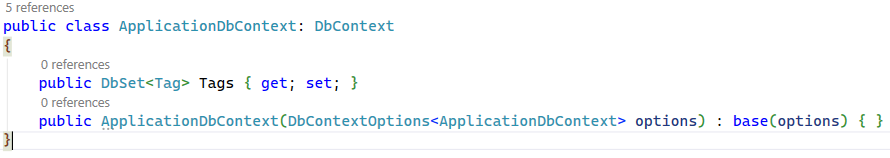 5 references
public class ApplicationDbContext: DbContext
{
0 references
public DbSet<Tag> Tags { get; set; }
0 references
public ApplicationDbContext(DbContextOptions<ApplicationDbContext> options) : base(options) { }
}